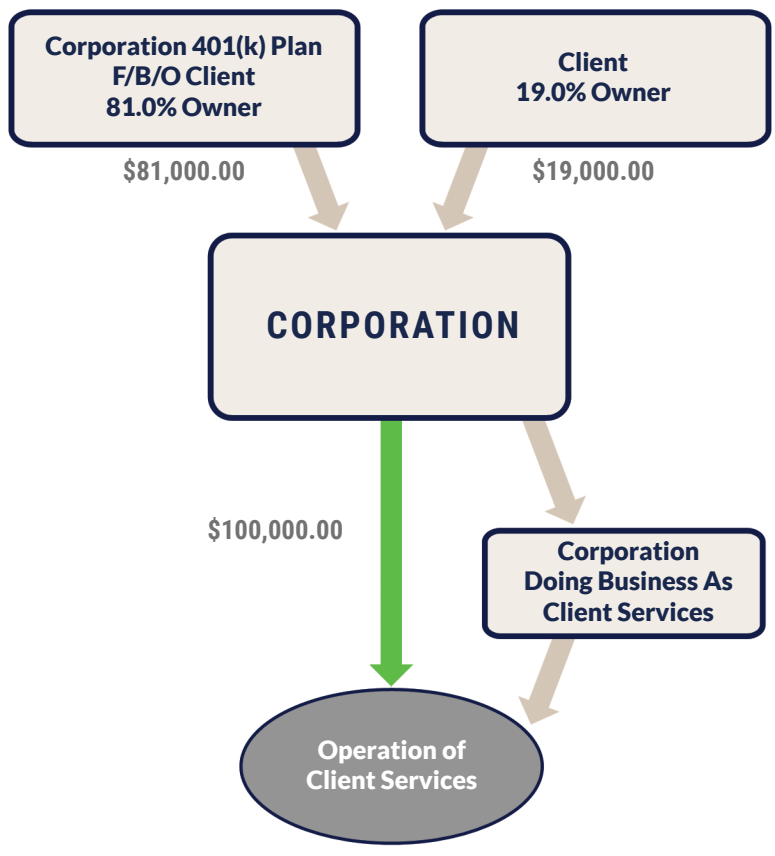 Corporation 401(k) Plan
F/B/O Client
81.0% Owner
Client
19.0% Owner
$81,000.00
$19,000.00
CORPORATION
$100,000.00
Corporation
Doing Business As
Client Services
Operation of
Client Services